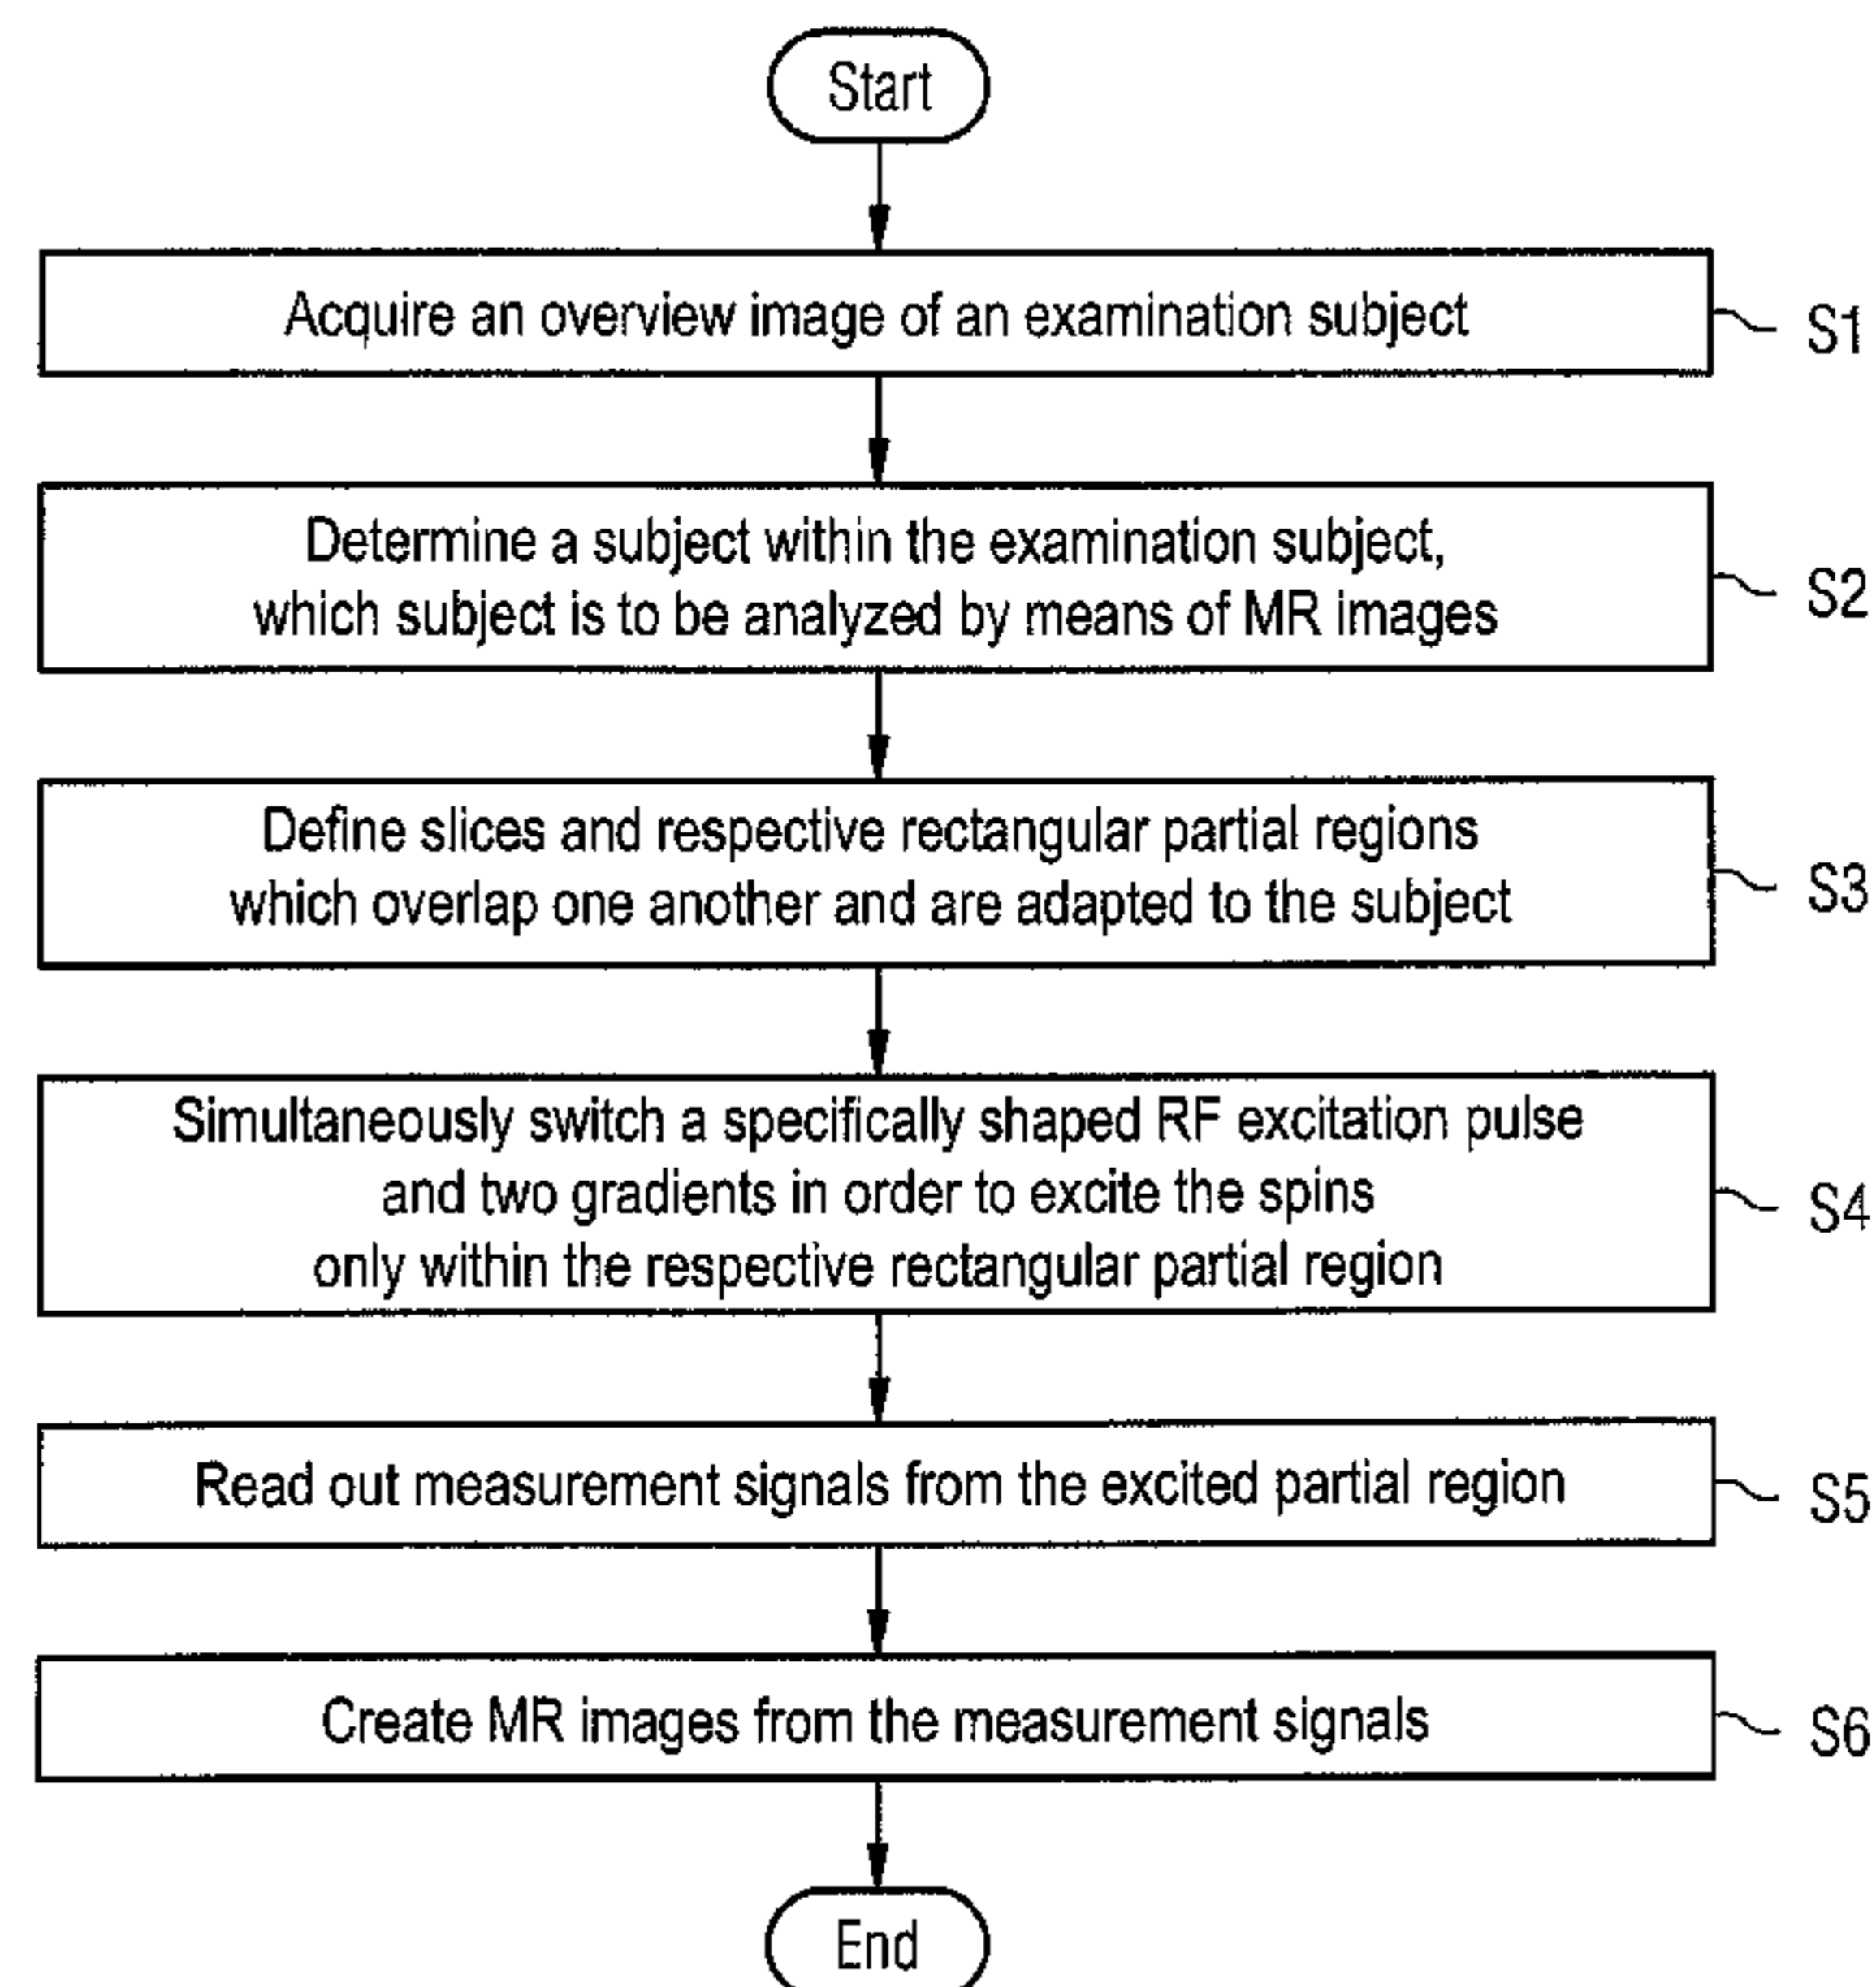 Start
Acquire an overview image of an examination subject
S1
Determine a subject within the examination subject,
which subject is to be analyzed by means of MR images
S2
Define slices and respective rectangular partial regions
which overlap one another and are adapted to the subject
S3
Simultaneously switch a specifically shaped RF excitation pulse
and two gradients in order to excite the spins
only within the respective rectangular partial region
S4
Read out measurement signals from the excited partial region
S5
Create MR images from the measurement signals
S6
End